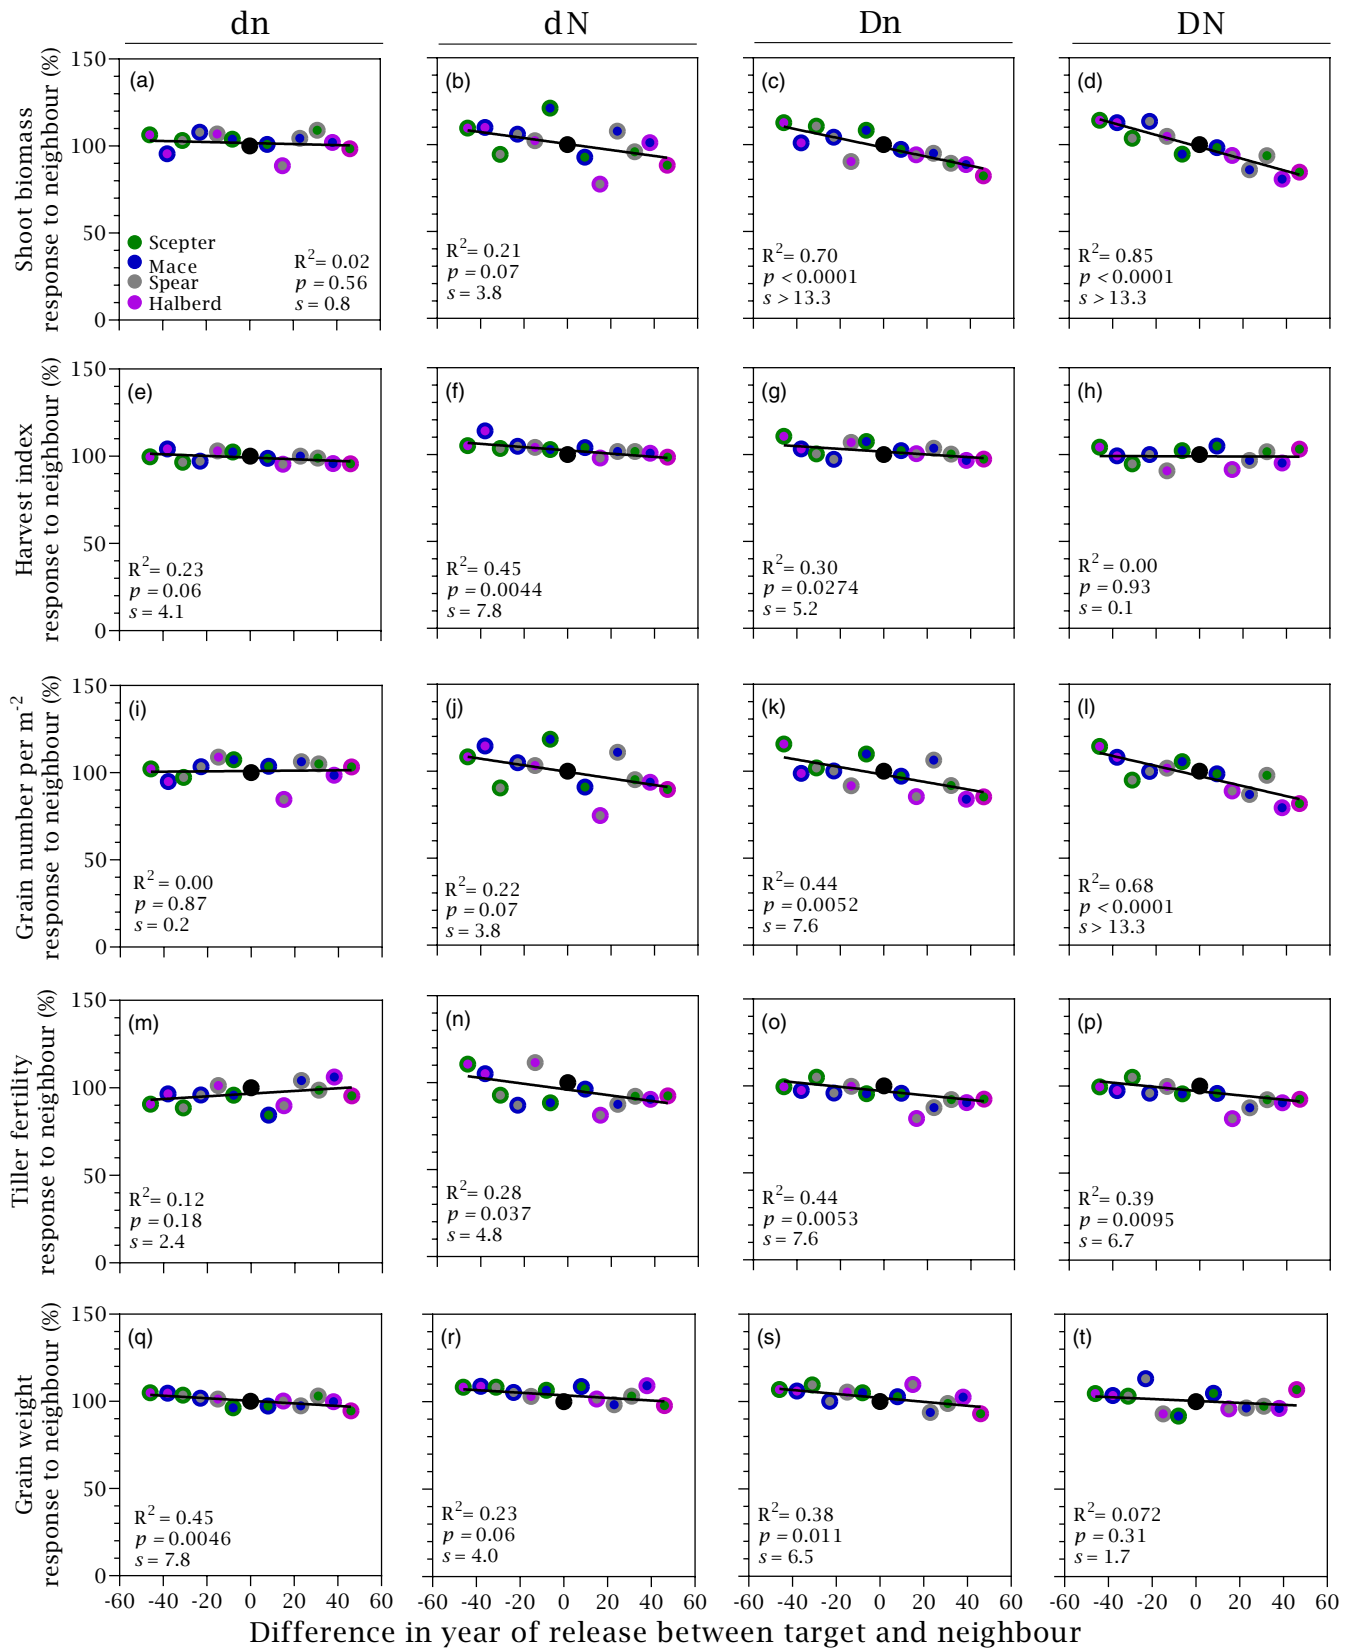 dn dN Dn DN
Shoot biomass
response to neighbour (%)
150
100
50
0
(a)
Scepter
Mace
Spear
Halberd
R2= 0.02
p = 0.56
s = 0.8
(b)
R2= 0.21
p = 0.07
s = 3.8
(c)
R2= 0.70
p < 0.0001
s > 13.3
(d)
R2= 0.85
p < 0.0001
s > 13.3
Harvest index
response to neighbour (%)
150
100
50
0
(e)
R2= 0.23
p = 0.06
s = 4.1
(f)
R2= 0.45
p = 0.0044
s = 7.8
(g)
R2= 0.30
p = 0.0274
s = 5.2
(h)
R2= 0.00
p = 0.93
s = 0.1
Grain number per m-2
response to neighbour (%)
150
100
50
0
(i)
R2 = 0.00
p = 0.87
s = 0.2
(j)
R2= 0.22
p = 0.07
s = 3.8
(k)
R2= 0.44
p = 0.0052
s = 7.6
(l)
R2= 0.68
p < 0.0001
s > 13.3
Tiller fertility
response to neighbour (%)
150
100
50
0
(m)
R2= 0.12
p = 0.18
s = 2.4
(n)
R2= 0.28
p = 0.037
s = 4.8
(o)
R2= 0.44
p = 0.0053
s = 7.6
(p)
R2= 0.39
p = 0.0095
s = 6.7
Grain weight
response to neighbour (%)
150
100
50
0
(q)
R2= 0.45
p = 0.0046
s = 7.8
(r)
R2= 0.23
p = 0.06
s = 4.0
(s)
R2= 0.38
p = 0.011
s = 6.5
(t)
R2= 0.072
p = 0.31
s = 1.7
-60 -40 -20 0 20 40 60 -60 -40 -20 0 20 40 60 -60 -40 -20 0 20 40 60 -60 -40 -20 0 20 40 60
Difference in year of release between target and neighbour